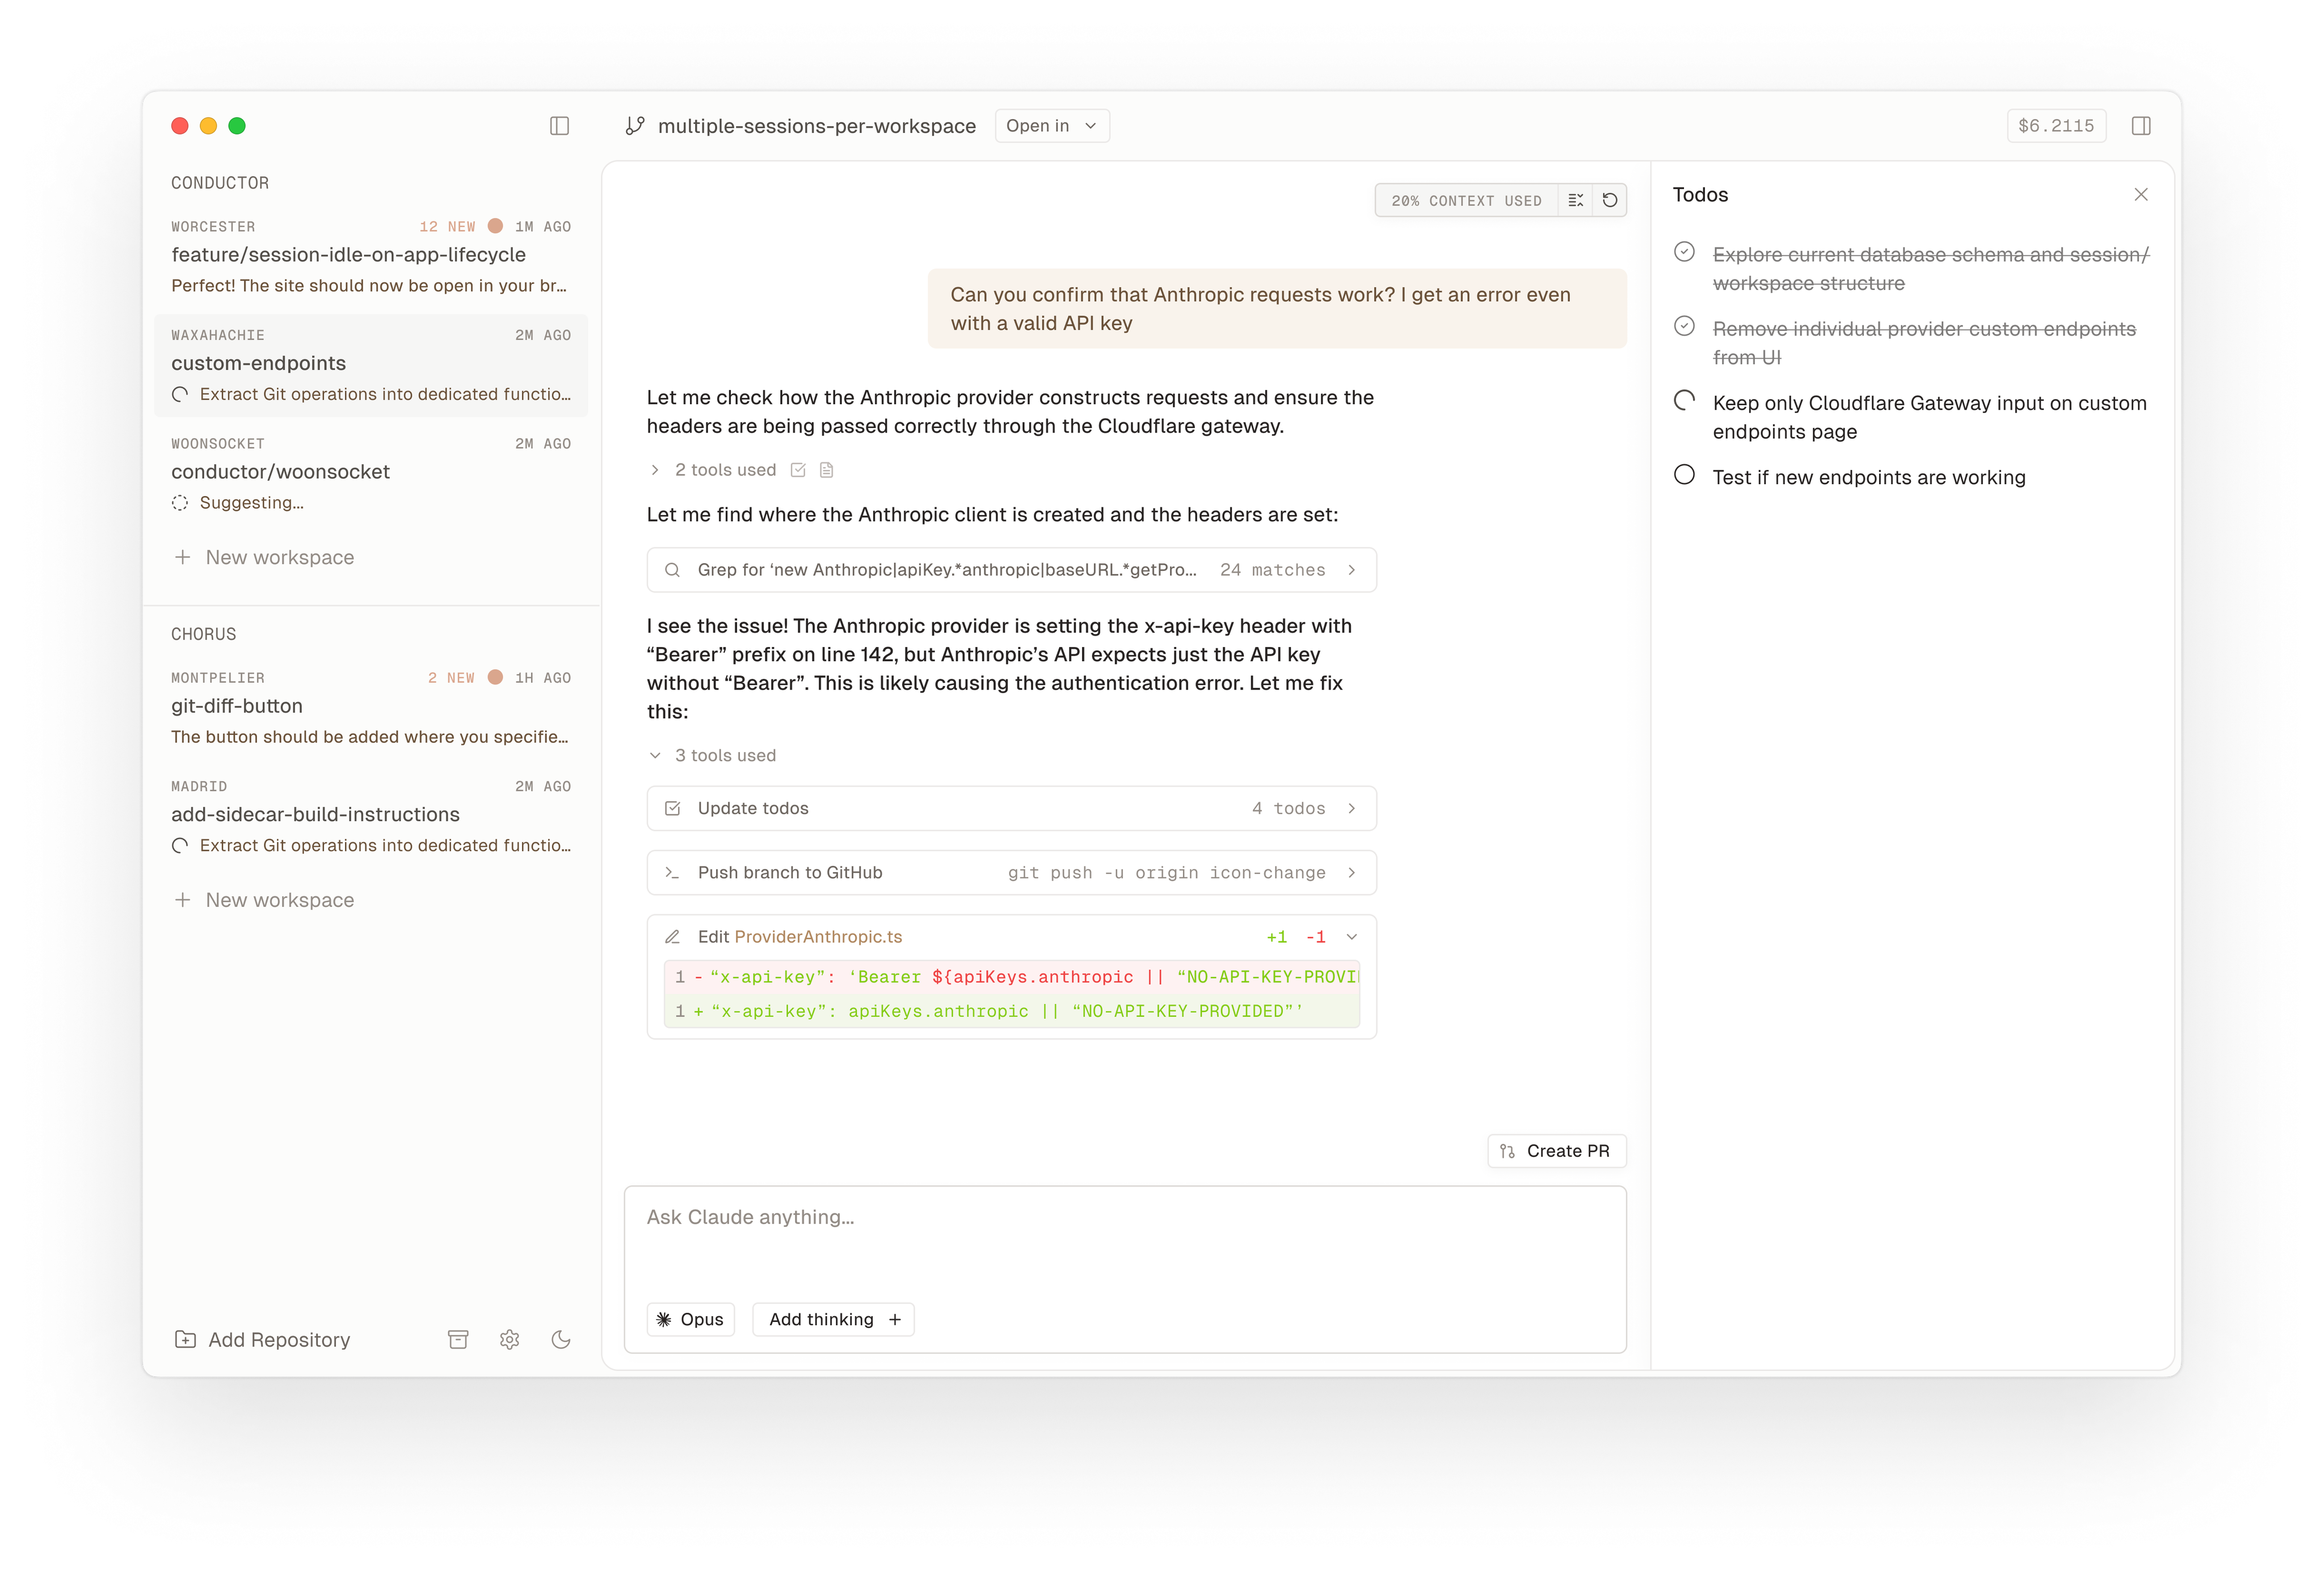 multiple-sessions-per-workspace
Open in
$6.2115
CONDUCTOR
WORCESTER 12 NEW 1M AGO
feature/session-idle-on-app-lifecycle
Perfect! The site should now be open in your br...
WAXAHACHIE 2M AGO
custom-endpoints
Extract Git operations into dedicated functio...
WOONSOCKET 2M AGO
conductor/woonsocket
Suggesting...
+ New workspace
CHORUS
MONTPELIER 2 NEW 1H AGO
git-diff-button
The button should be added where you specifie...
MADRID 2M AGO
add-sidecar-build-instructions
Extract Git operations into dedicated functio...
+ New workspace
Add Repository
20% CONTEXT USED
Can you confirm that Anthropic requests work? I get an error even
with a valid API key
Let me check how the Anthropic provider constructs requests and ensure the
headers are being passed correctly through the Cloudflare gateway.
2 tools used
Let me find where the Anthropic client is created and the headers are set:
Grep for ‘new Anthropic|apiKey.*anthropic|baseURL.*getPro... 24 matches
I see the issue! The Anthropic provider is setting the x-api-key header with
“Bearer” prefix on line 142, but Anthropic’s API expects just the API key
without “Bearer”. This is likely causing the authentication error. Let me fix
this:
3 tools used
Update todos 4 todos
Push branch to GitHub git push -u origin icon-change
Edit ProviderAnthropic.ts +1 -1
1 - “x-api-key”: ‘Bearer ${apiKeys.anthropic || “NO-API-KEY-PROVI
1 + “x-api-key”: apiKeys.anthropic || “NO-API-KEY-PROVIDED”’
Create PR
Ask Claude anything...
Opus
Add thinking +
Todos
Explore current database schema and session/
workspace structure
Remove individual provider custom endpoints
from UI
Keep only Cloudflare Gateway input on custom
endpoints page
Test if new endpoints are working